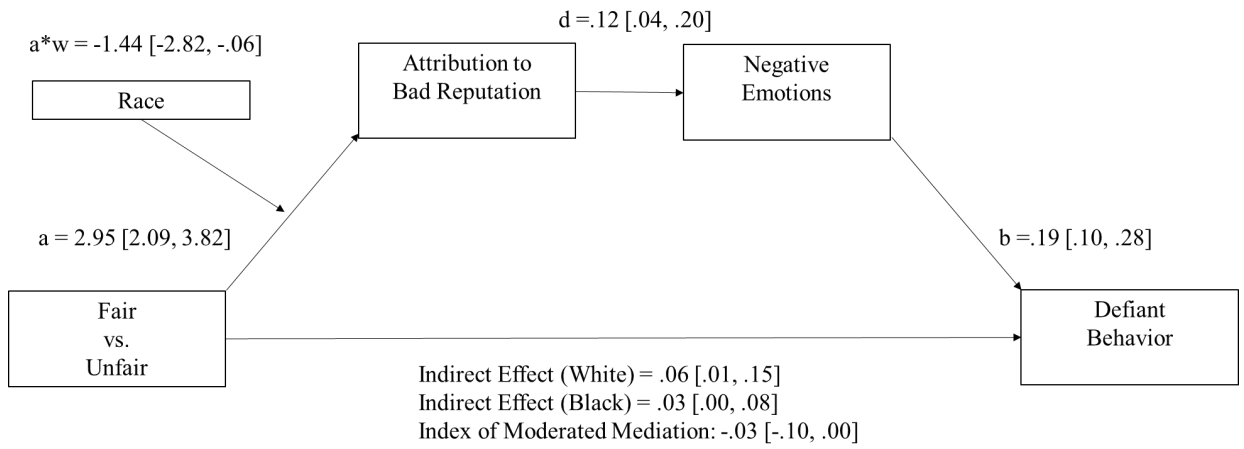 d =.12 [.04, .20]
a*w = -1.44 [-2.82, -.06]
Race
Attribution to
Bad Reputation
Negative
Emotions
a = 2.95 [2.09, 3.82]
b =.19 [.10, .28]
Fair
vs.
Unfair
Defiant
Behavior
Indirect Effect (White) = .06 [.01, .15]
Indirect Effect (Black) = .03 [.00, .08]
Index of Moderated Mediation: -.03 [-.10, .00]